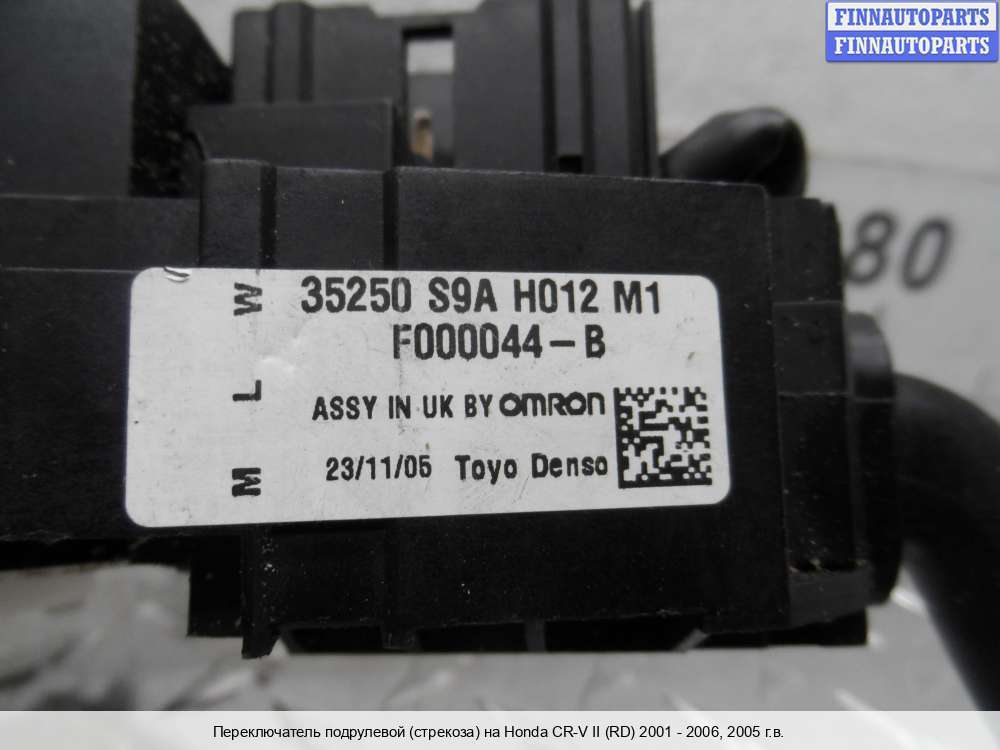 FINNAUTOPARTS
FINNAUTOPARTS
80
35250 S9A H012 M1
F000044-B
ASSY IN UK BY OMRON
23/11/05 Toyo Denso
M L W
Переключатель подрулевой (стрекоза) на Honda CR-V II (RD) 2001 - 2006, 2005 г.в.